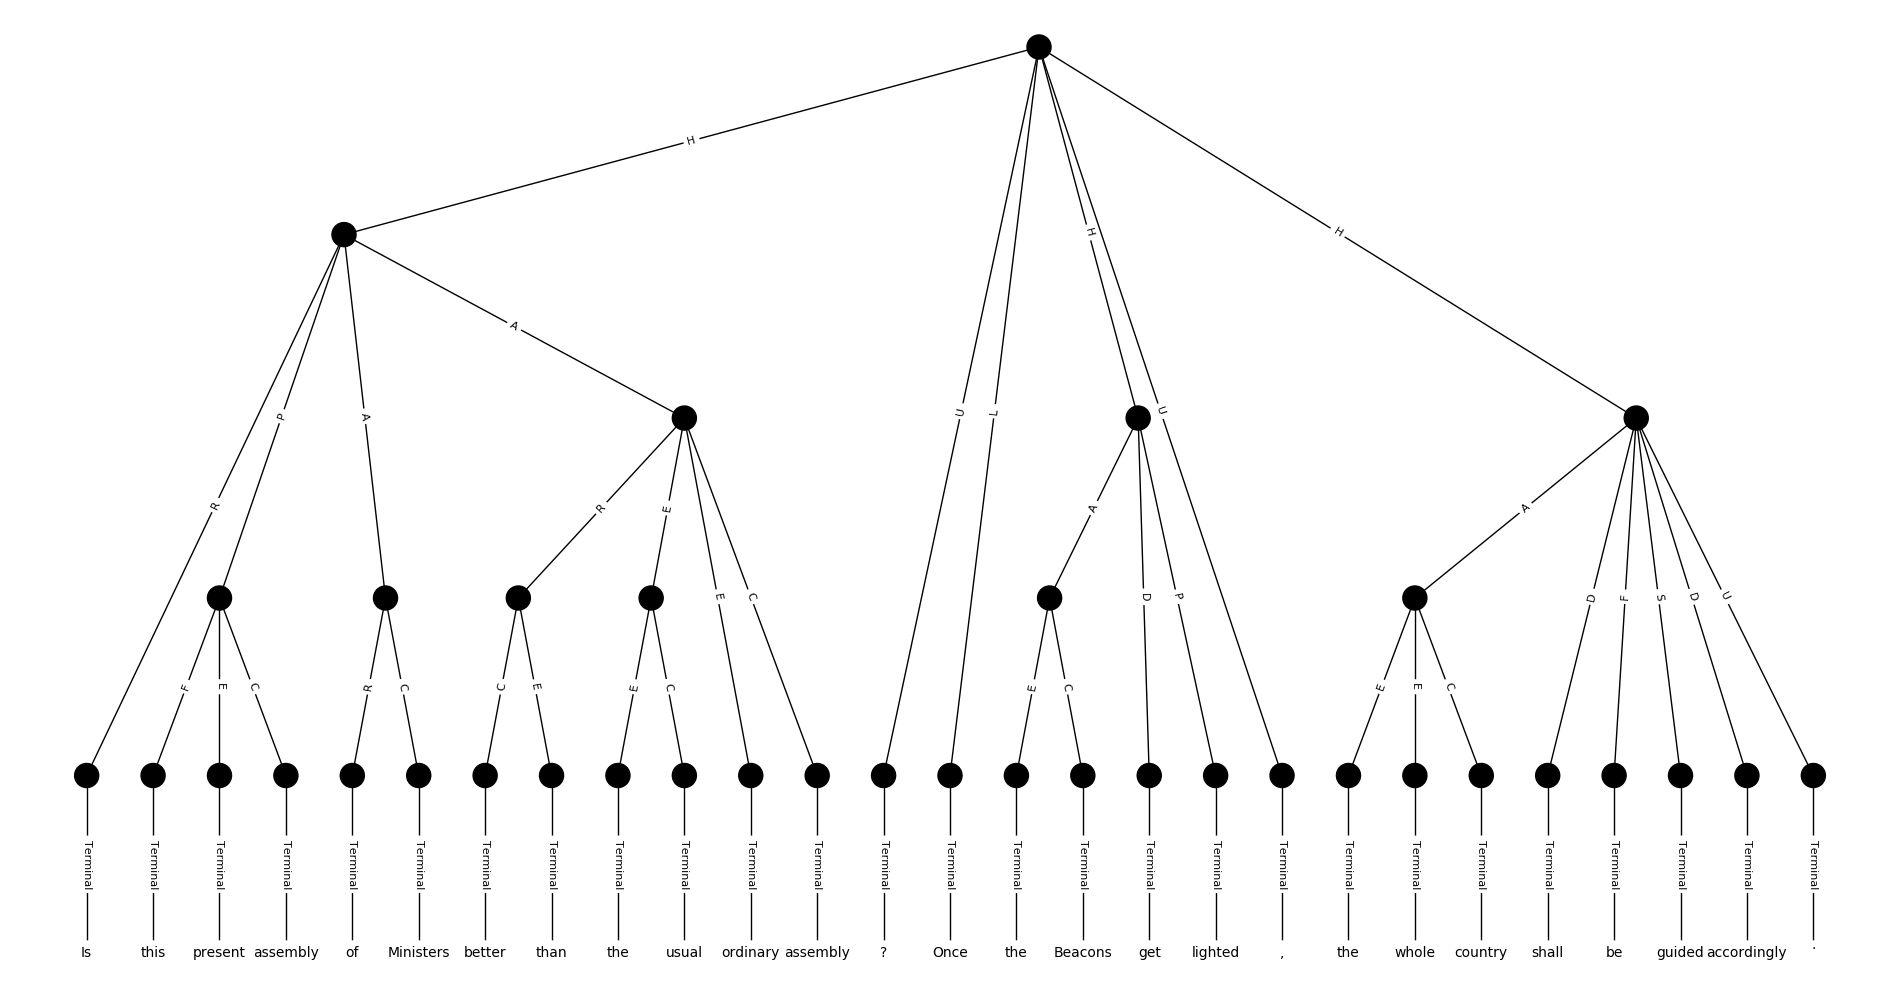 H
H
H
A
U
L
U
P
A
R
R
E
A
D
P
A
E
C
D
F
S
D
U
F
E
C
R
C
C
E
E
C
E
C
E
E
C
Terminal Terminal Terminal Terminal Terminal Terminal Terminal Terminal Terminal Terminal Terminal Terminal Terminal Terminal Terminal Terminal Terminal Terminal Terminal Terminal Terminal Terminal Terminal Terminal Terminal Terminal Terminal
Is this present assembly of Ministers better than the usual ordinary assembly ? Once the Beacons get lighted , the whole country shall be guided accordingly .